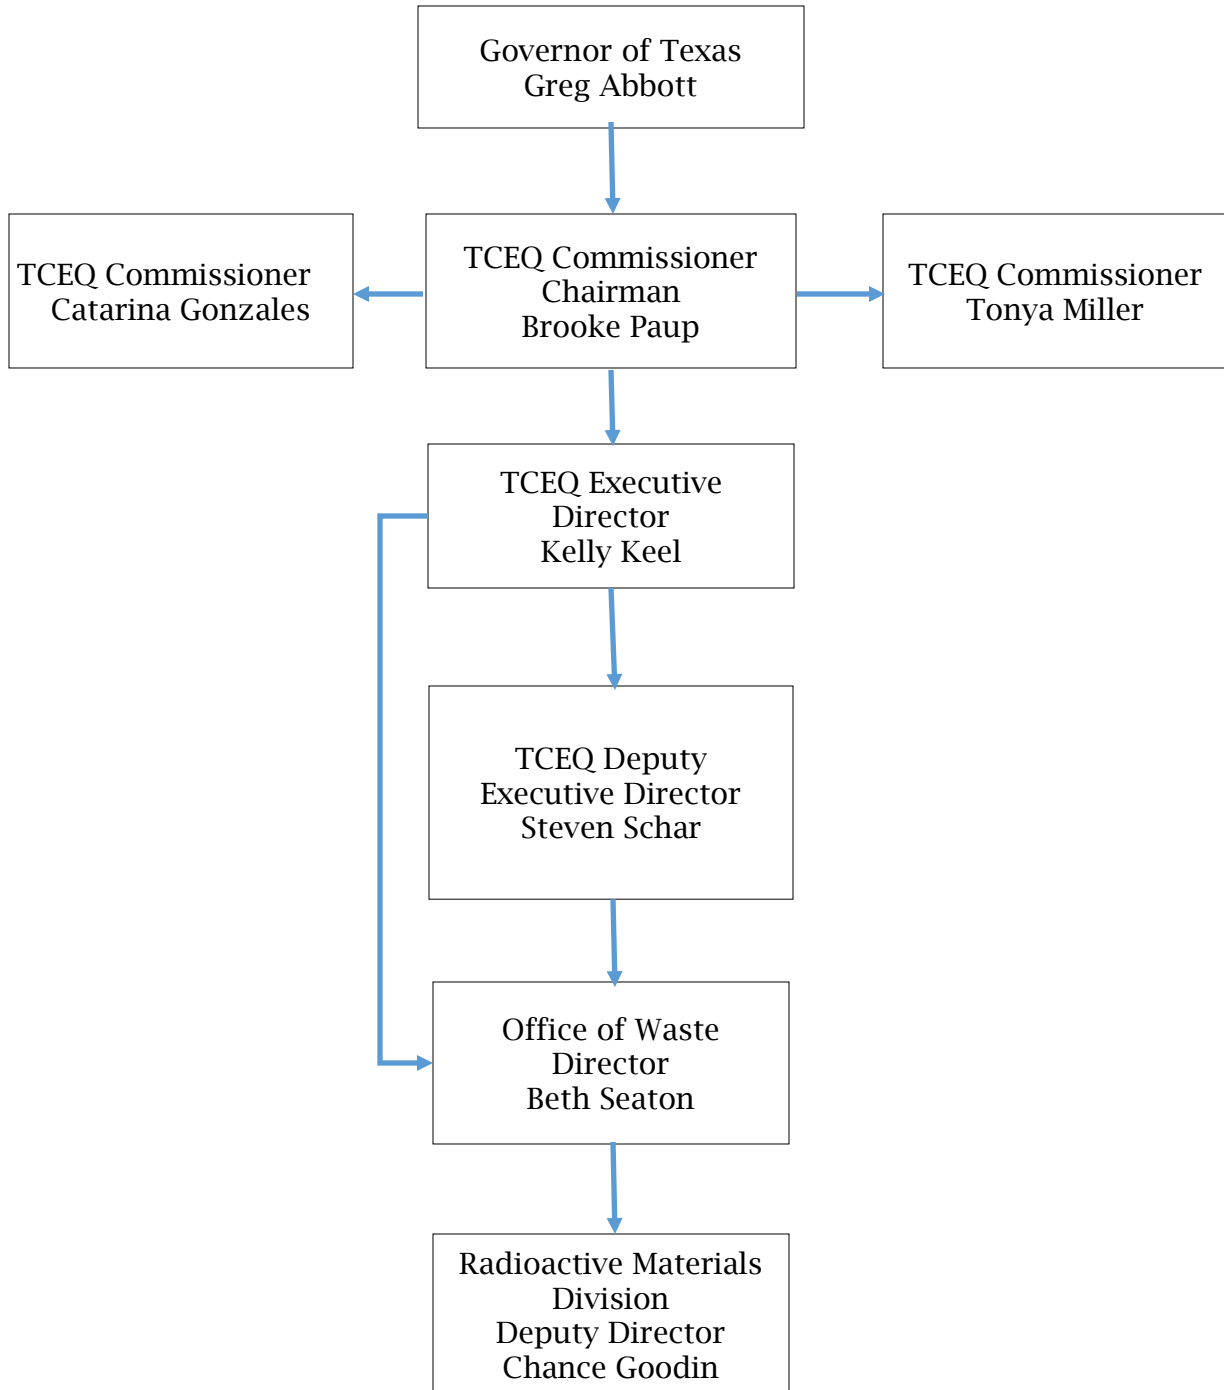 Governor of Texas
Greg Abbott
TCEQ Commissioner
Catarina Gonzales
TCEQ Commissioner
Chairman
Brooke Paup
TCEQ Commissioner
Tonya Miller
TCEQ Executive
Director
Kelly Keel
TCEQ Deputy
Executive Director
Steven Schar
Office of Waste
Director
Beth Seaton
Radioactive Materials
Division
Deputy Director
Chance Goodin